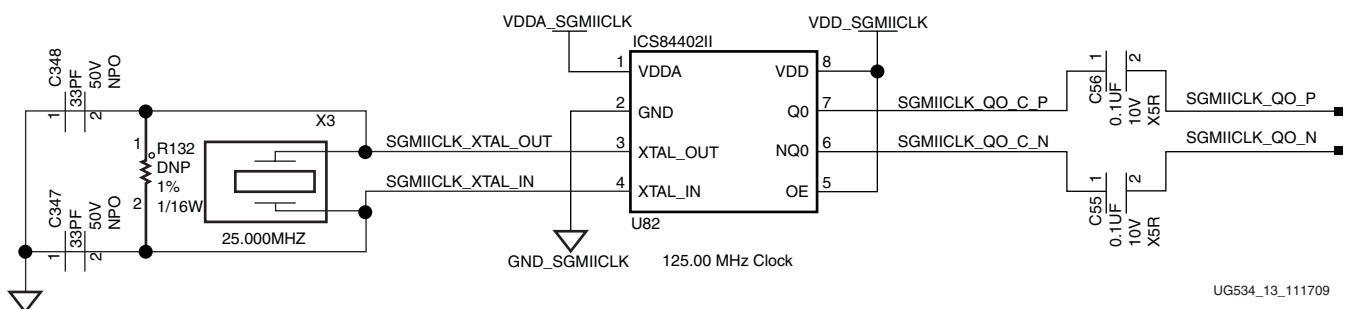 VDDA_SGMIICLK
VDD_SGMIICLK
ICS84402II
1 VDDA
2 GND
3 XTAL_OUT
4 XTAL_IN
VDD 8
Q0 7
NQ0 6
OE 5
U82
125.00 MHz Clock
GND_SGMIICLK
C348
33PF
50V
NPO
1 2
X3
1
R132
DNP
1%
1/16W
2
C347
33PF
50V
NPO
1 2
25.000MHZ
SGMIICLK_XTAL_OUT
SGMIICLK_XTAL_IN
SGMIICLK_QO_C_P
SGMIICLK_QO_C_N
1 2
C56
0.1UF
10V
X5R
SGMIICLK_QO_P
SGMIICLK_QO_N
1 2
C55
0.1UF
10V
X5R
UG534_13_111709